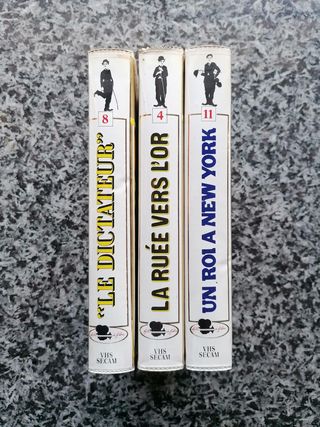 8
"LE DICTATEUR"
VHS
SECAM
4
LA RUÉE VERS L'OR
VHS
SECAM
11
UN ROI A NEW YORK
VHS
SECAM